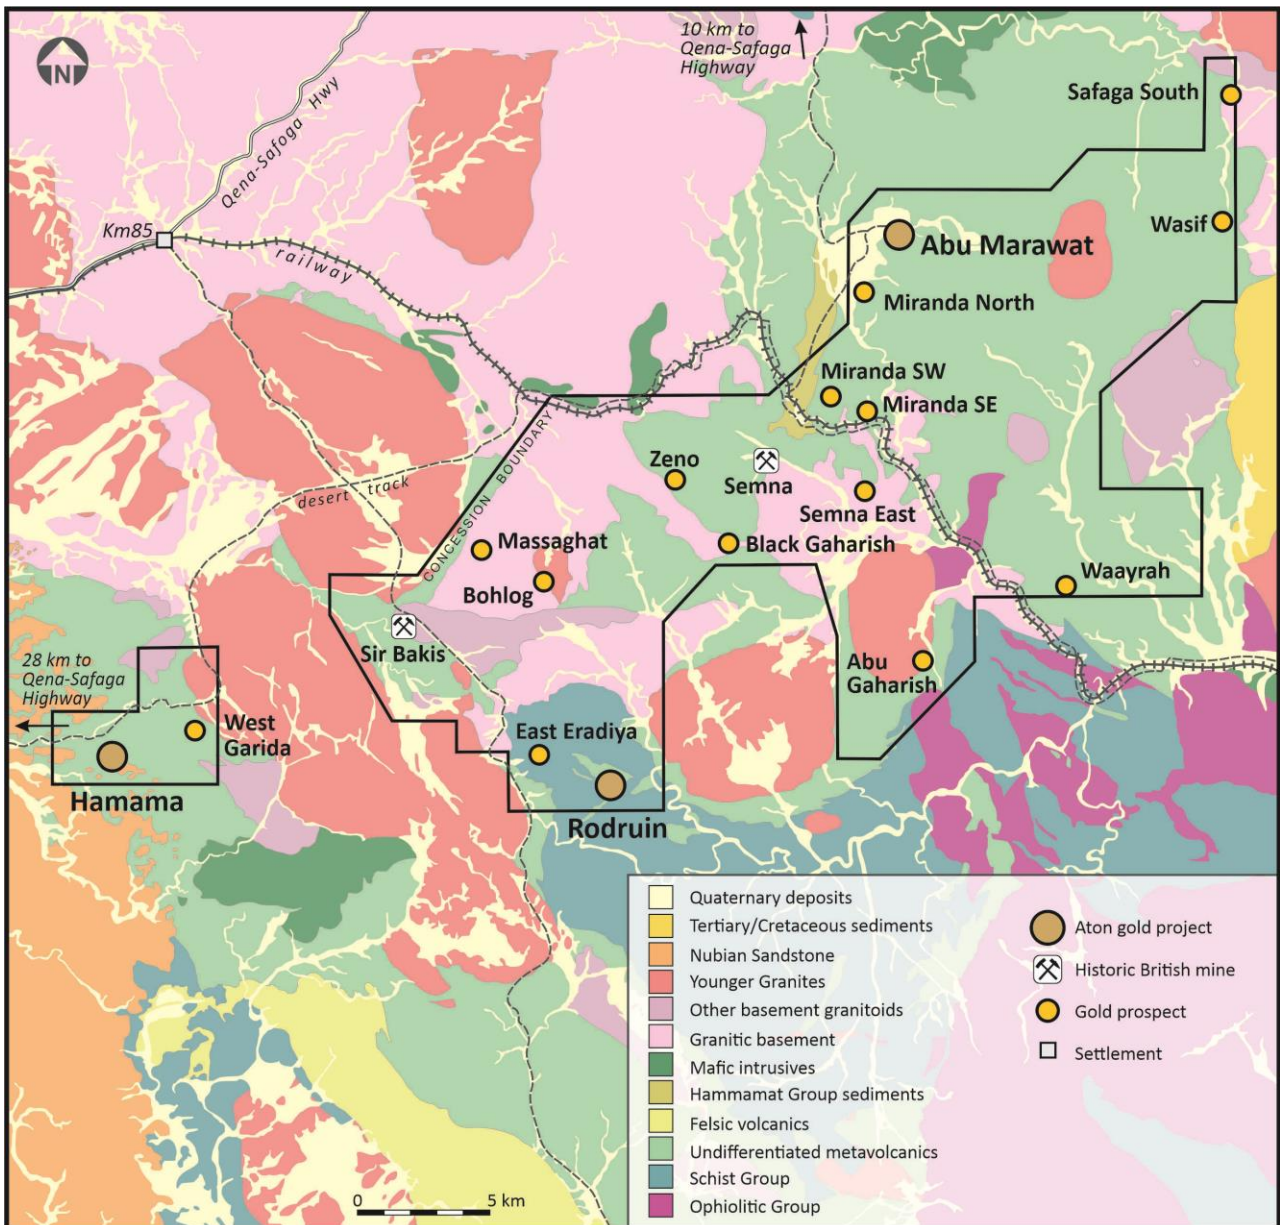 N
10 km to
Qena-Safaga
Highway
Safaga South
Qena-Safoga Hwy
Km85
railway
Wasif
Abu Marawat
Miranda North
Miranda SW
Miranda SE
CONCESSION BOUNDARY
Zeno
Semna
desert track
Semna East
Massaghat
Black Gaharish
Bohlog
Waayrah
Sir Bakis
28 km to
Qena-Safaga
Highway
Abu
Gaharish
West
Garida
East Eradiya
Hamama
Rodruin
Quaternary deposits
Tertiary/Cretaceous sediments
Nubian Sandstone
Younger Granites
Other basement granitoids
Granitic basement
Mafic intrusives
Hammamat Group sediments
Felsic volcanics
Undifferentiated metavolcanics
Schist Group
Ophiolitic Group
Aton gold project
Historic British mine
Gold prospect
Settlement
0 5 km